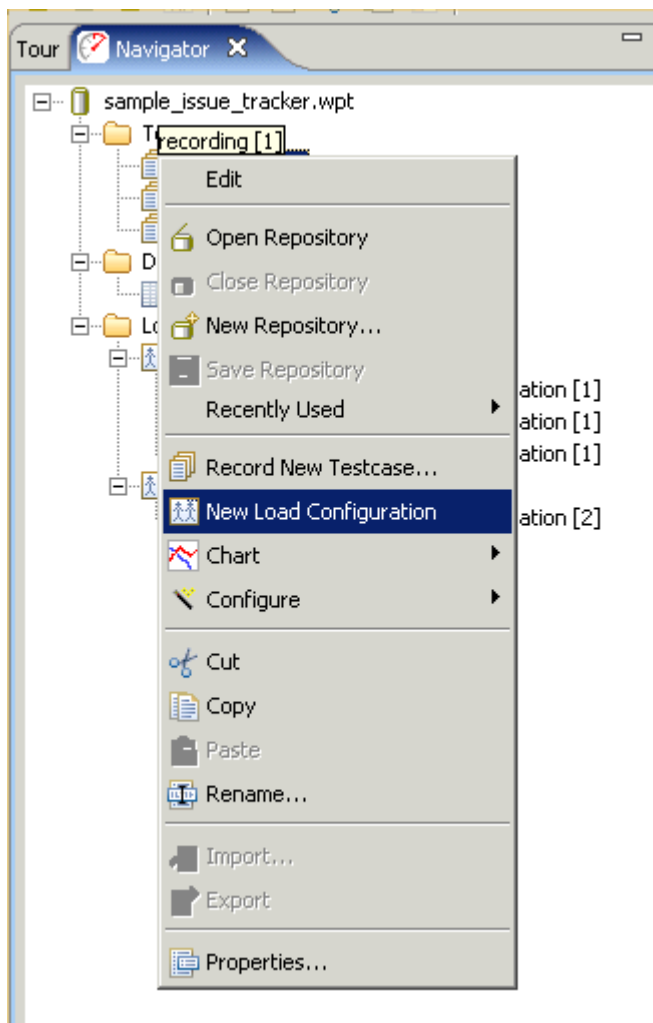 Tour Navigator
sample_issue_tracker.wpt
T
recording [1]
Edit
D
Open Repository
Close Repository
Lo
New Repository...
Save Repository
ation [1]
Recently Used
ation [1]
ation [1]
Record New Testcase...
New Load Configuration
ation [2]
Chart
Configure
Cut
Copy
Paste
Rename...
Import...
Export
Properties...